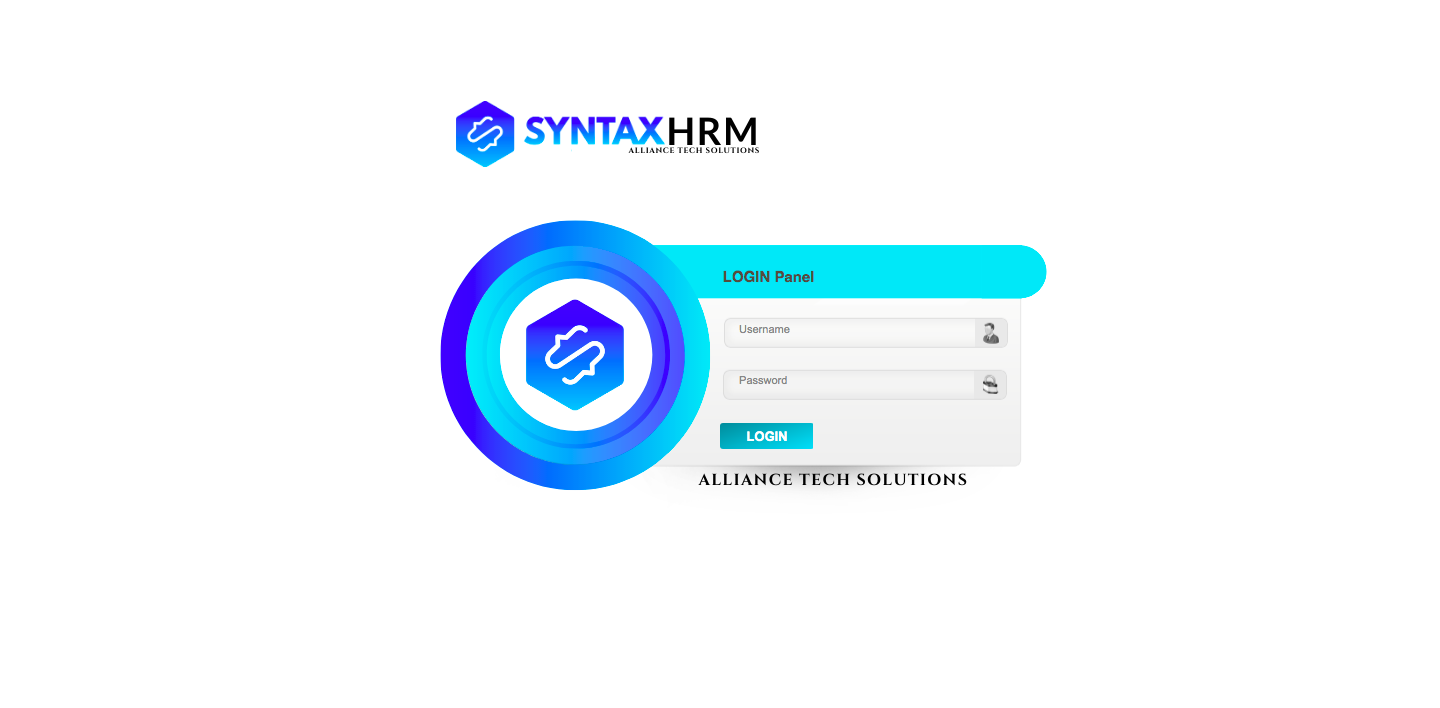 SYNTAXHRM
ALLIANCE TECH SOLUTIONS
LOGIN Panel
Username
Password
LOGIN
ALLIANCE TECH SOLUTIONS